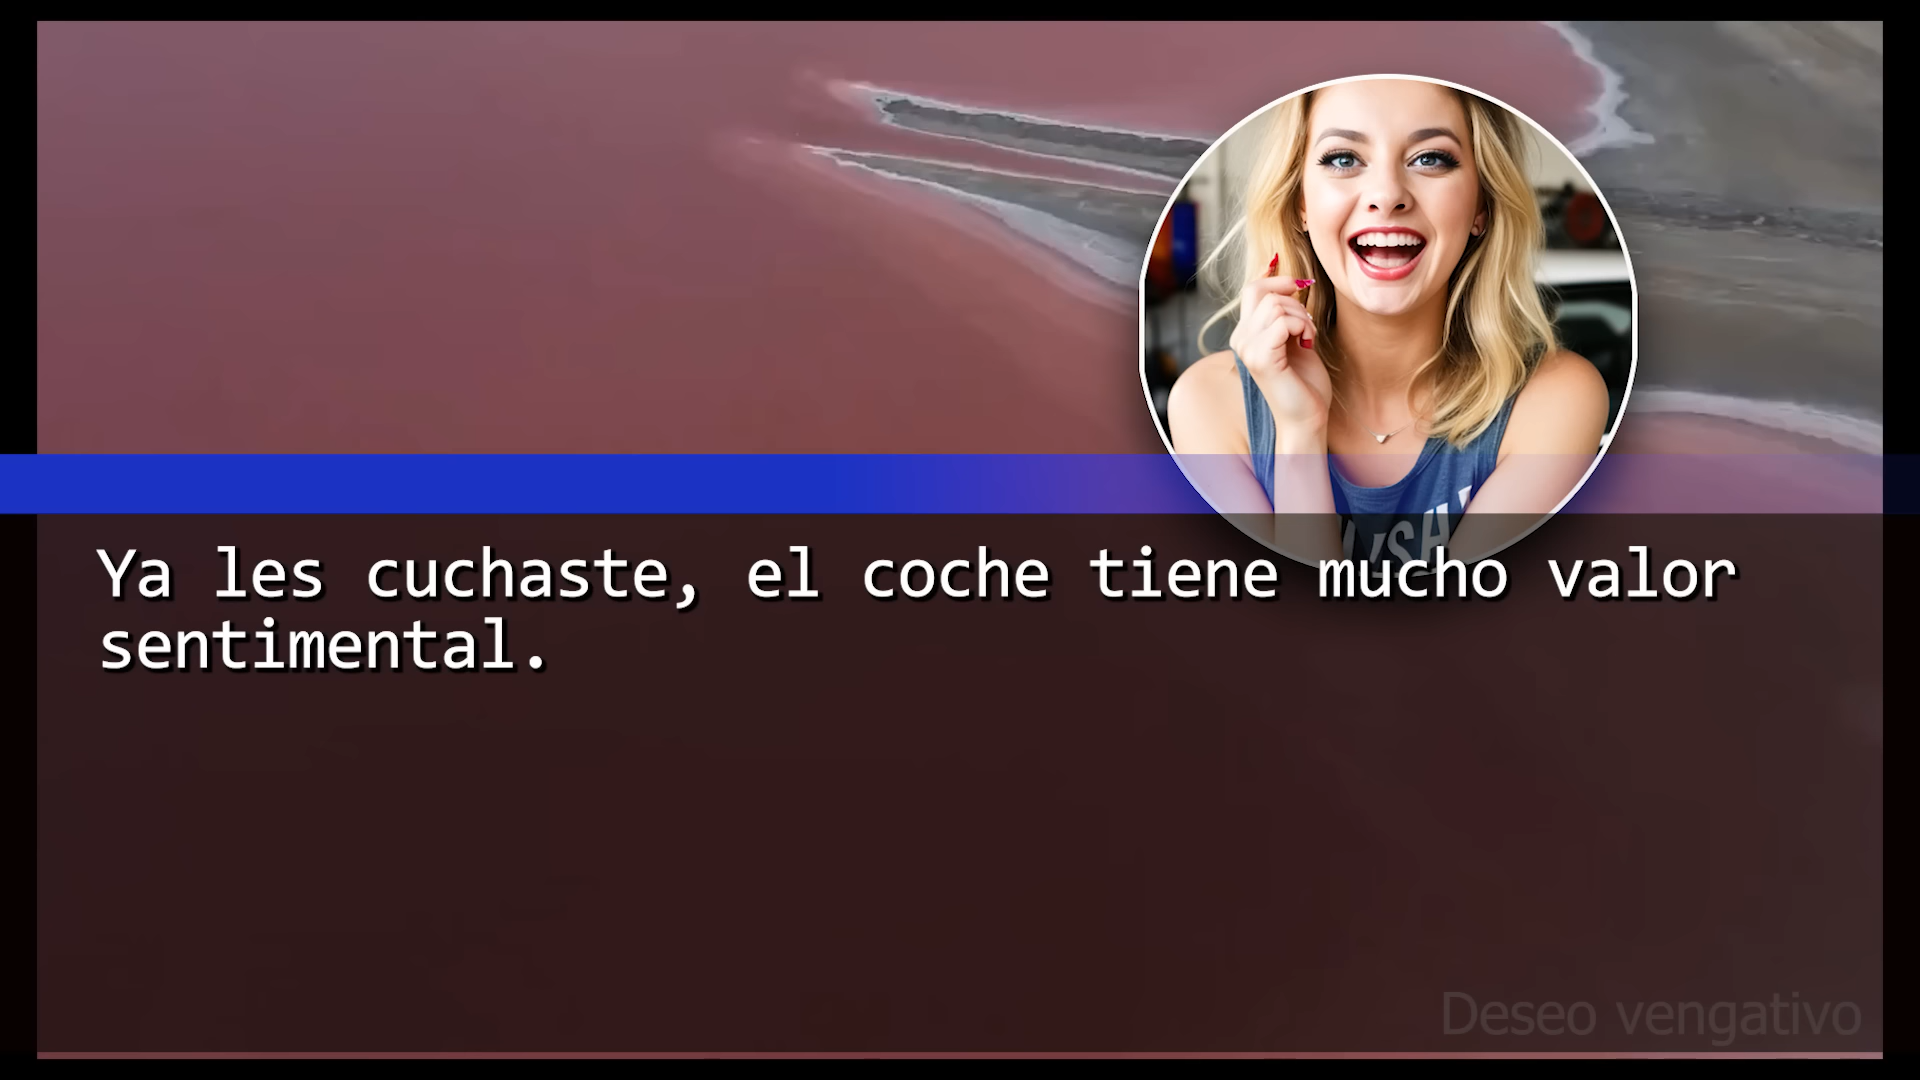 Ya les cuchaste, el coche tiene mucho valor
sentimental.
Deseo vengativo